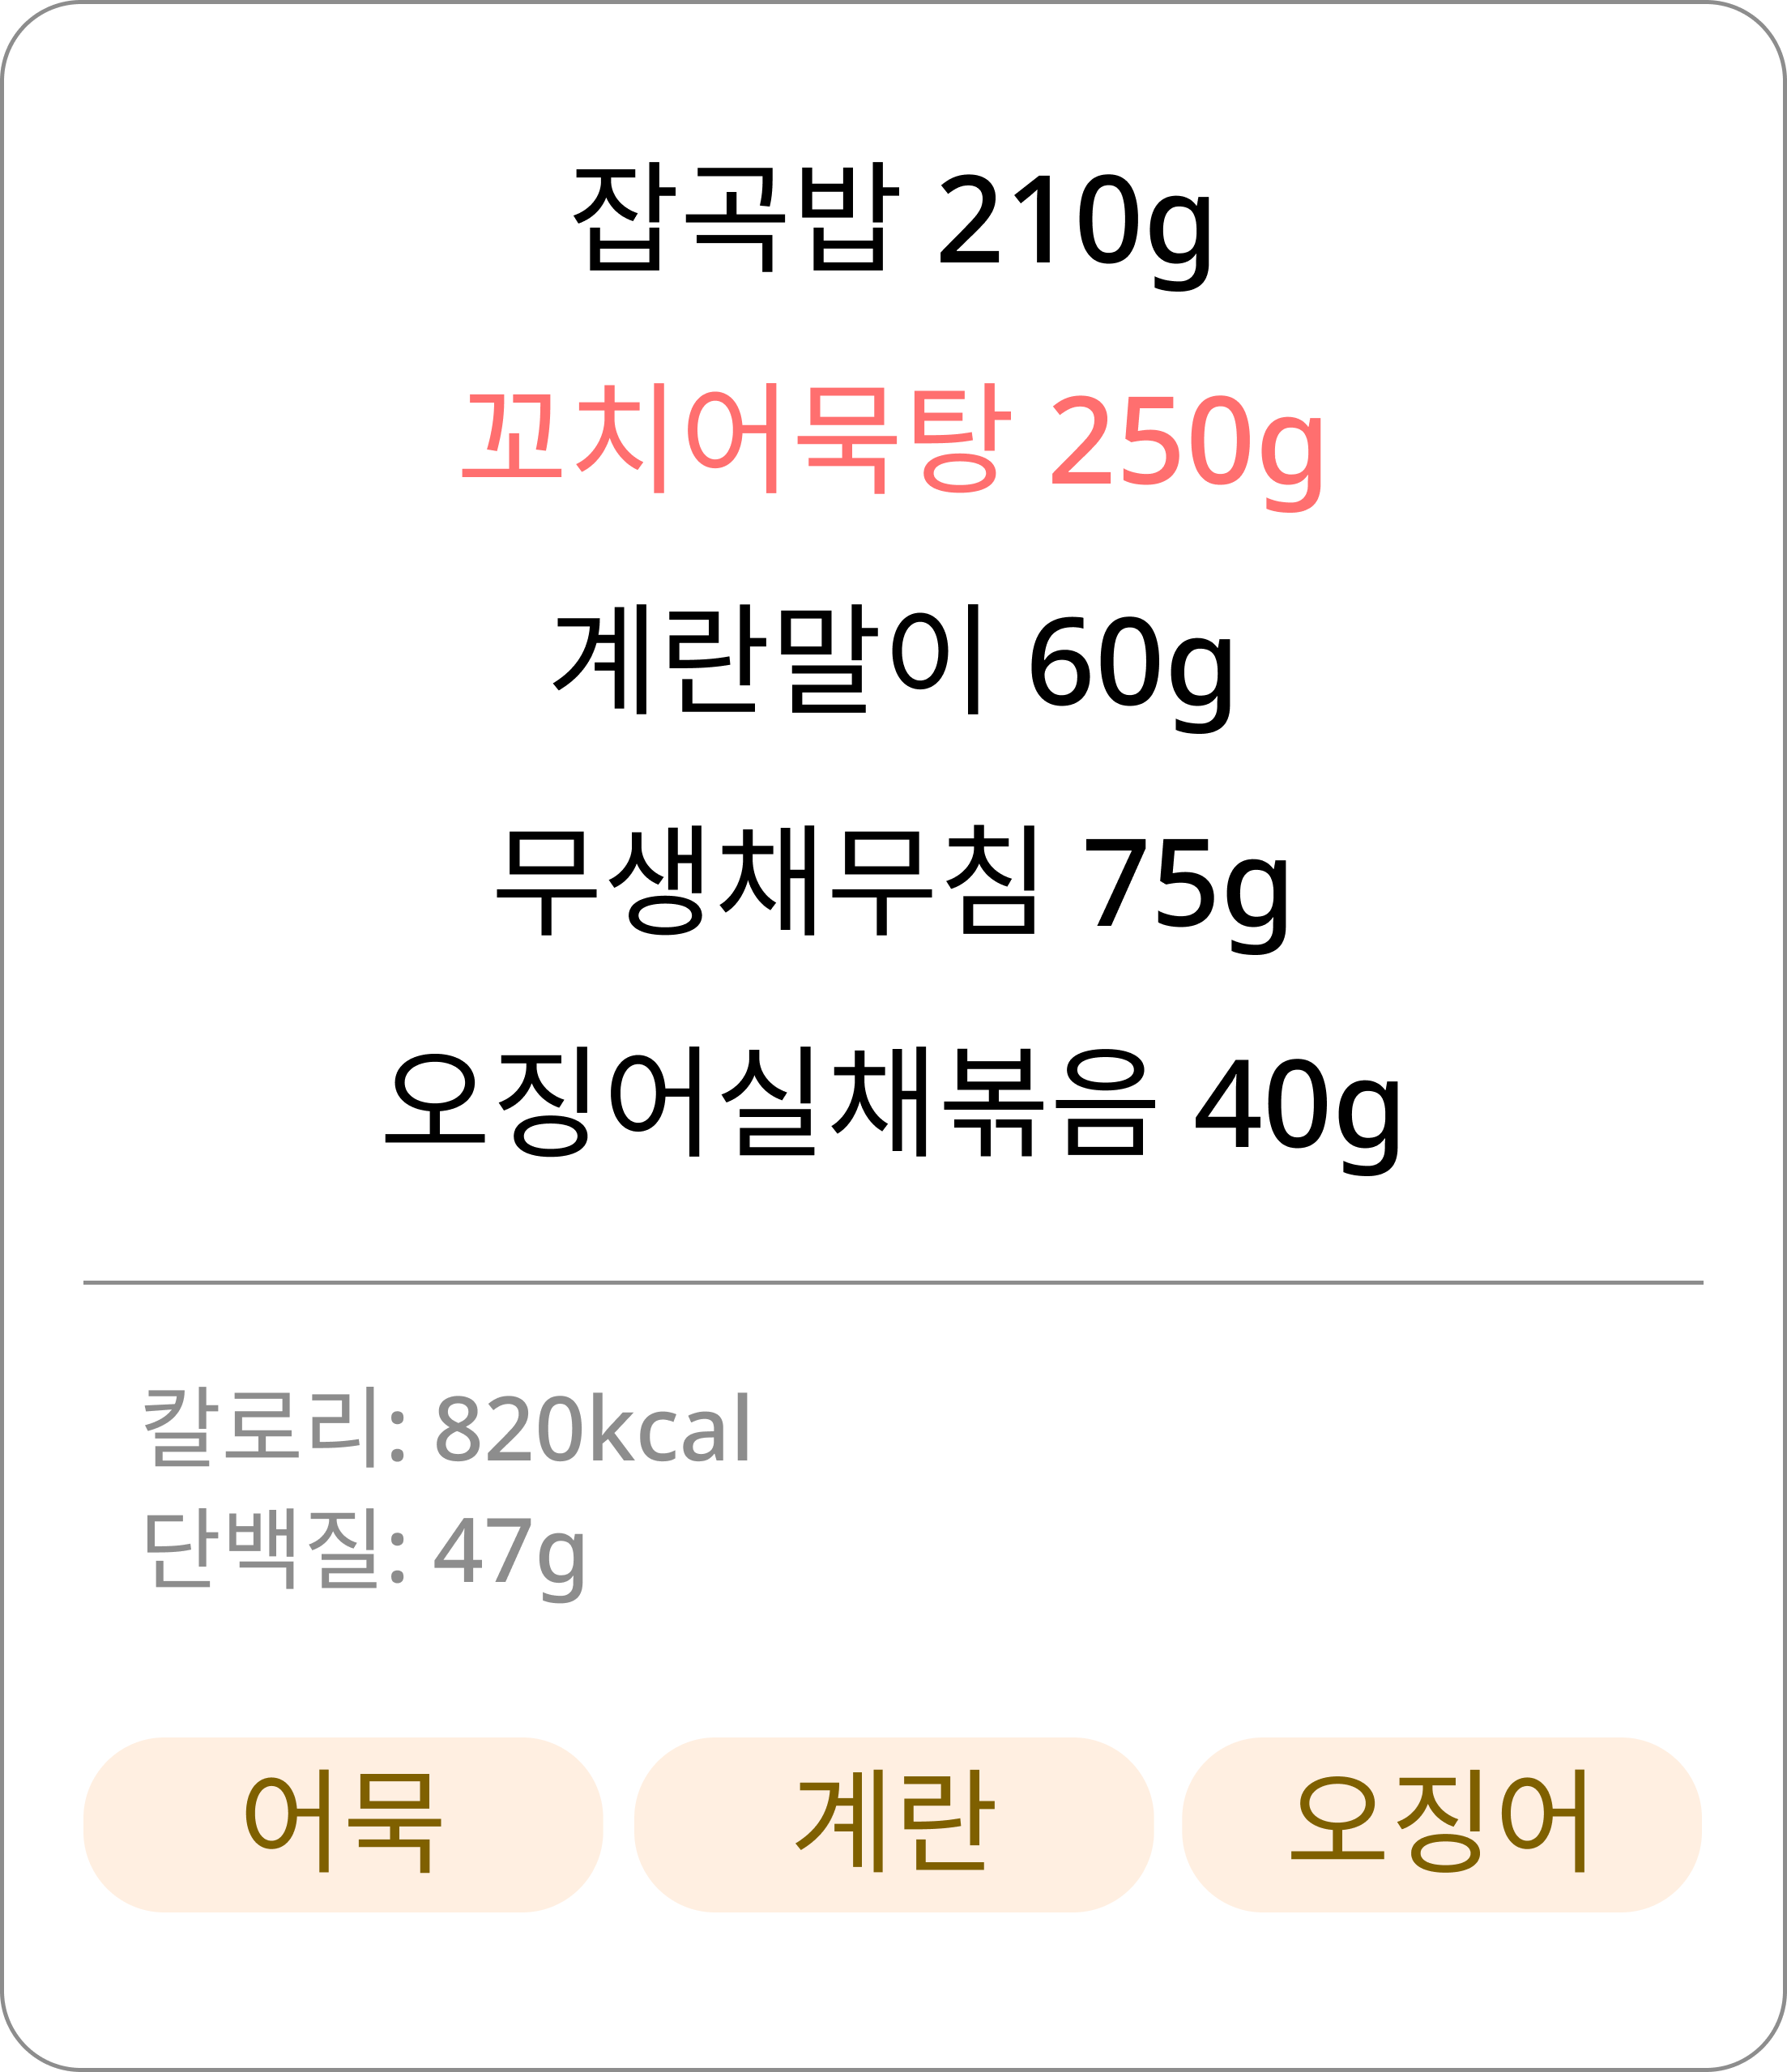 잡곡밥 210g
꼬치어묵탕 250g
계란말이 60g
무생채무침 75g
오징어실채볶음 40g
칼로리: 820kcal
단백질: 47g
어묵 계란 오징어